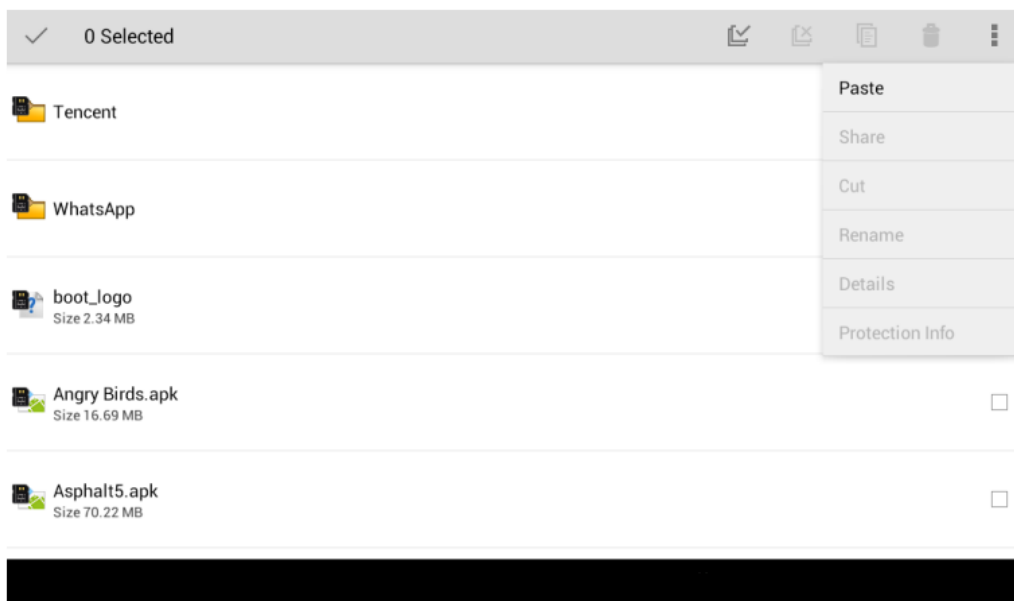 0 Selected
Paste
Share
Cut
Rename
Details
Protection Info
Tencent
WhatsApp
boot_logo
Size 2.34 MB
Angry Birds.apk
Size 16.69 MB
Asphalt5.apk
Size 70.22 MB